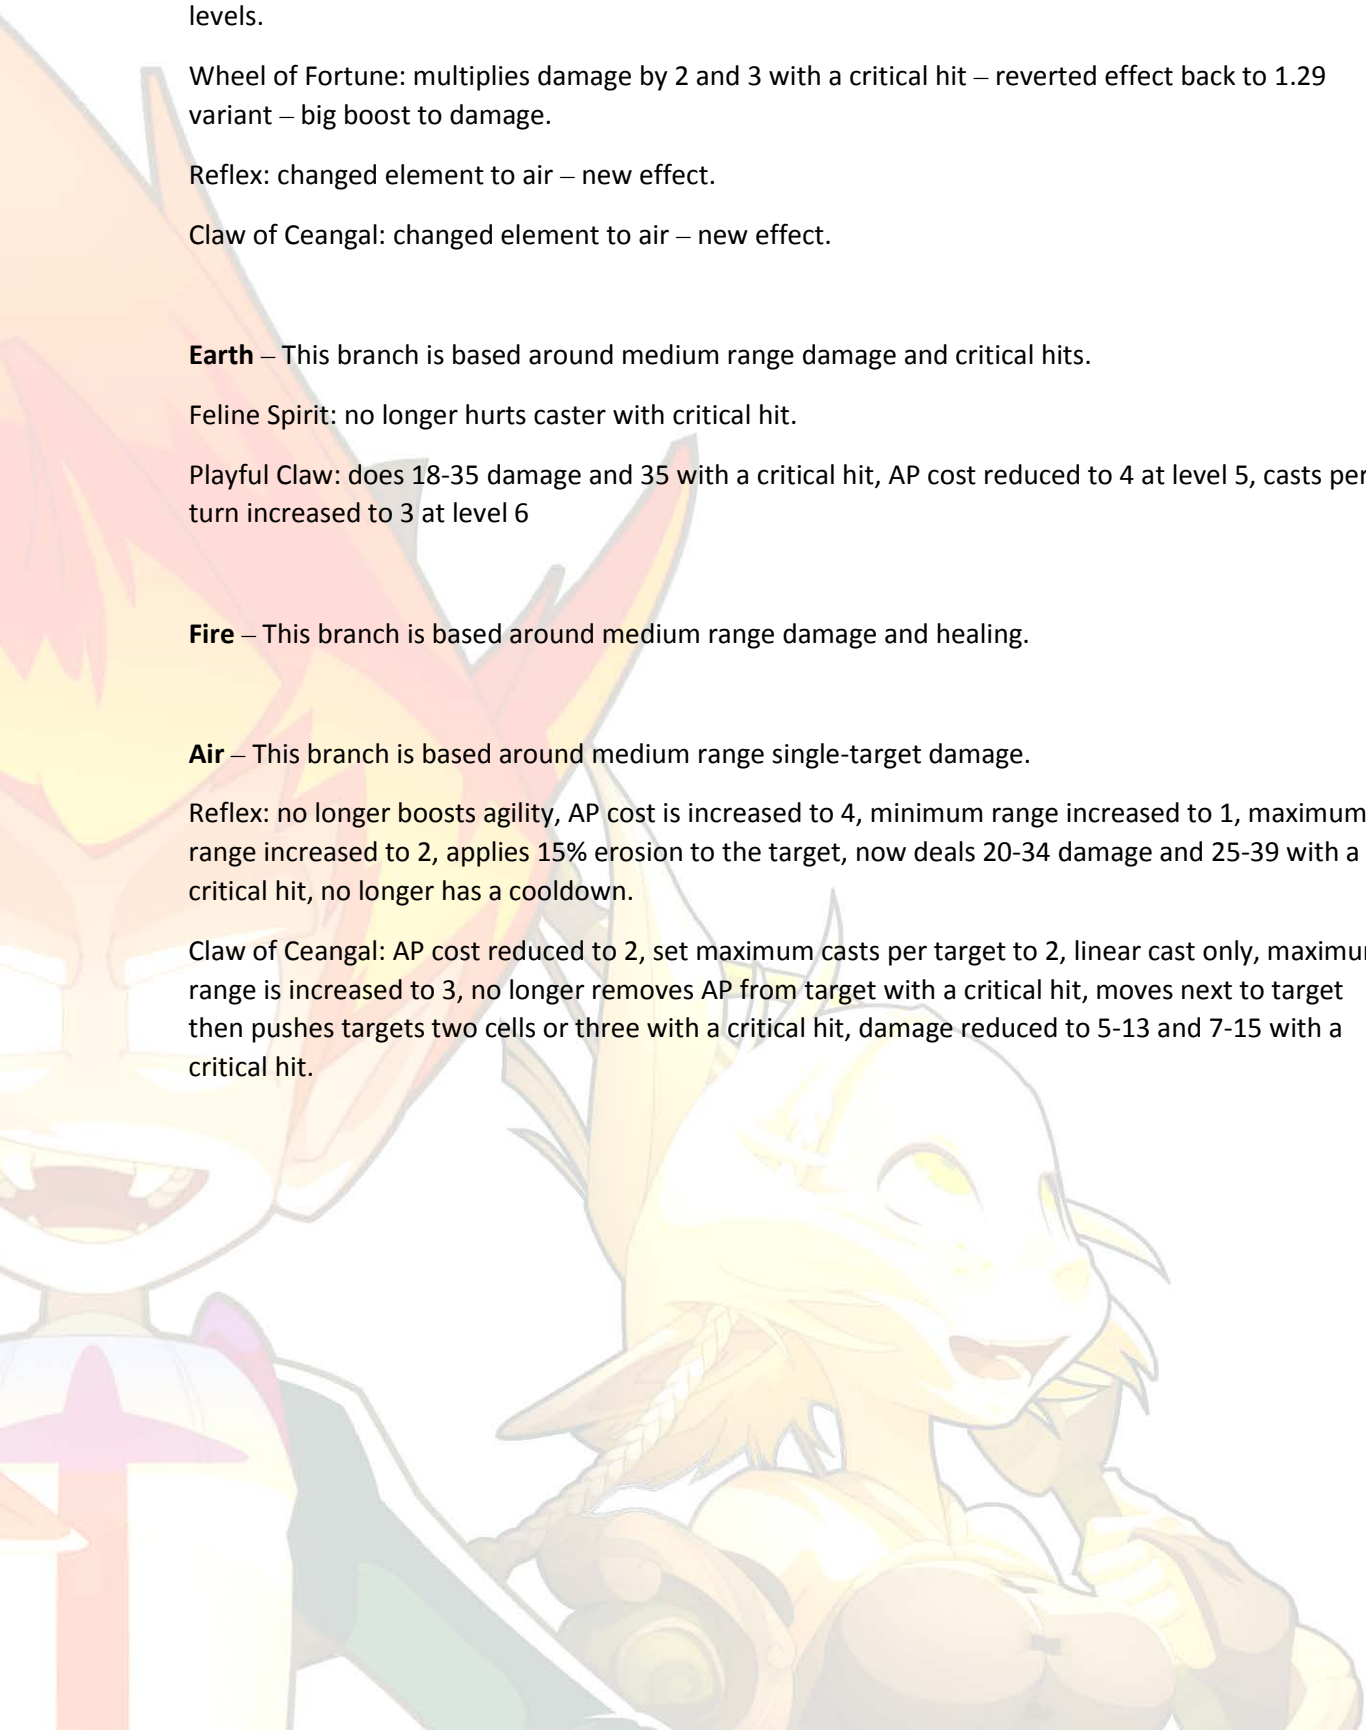 levels.
Wheel of Fortune: multiplies damage by 2 and 3 with a critical hit – reverted effect back to 1.29
variant – big boost to damage.
Reflex: changed element to air – new effect.
Claw of Ceangal: changed element to air – new effect.
Earth – This branch is based around medium range damage and critical hits.
Feline Spirit: no longer hurts caster with critical hit.
Playful Claw: does 18-35 damage and 35 with a critical hit, AP cost reduced to 4 at level 5, casts per
turn increased to 3 at level 6
Fire – This branch is based around medium range damage and healing.
Air – This branch is based around medium range single-target damage.
Reflex: no longer boosts agility, AP cost is increased to 4, minimum range increased to 1, maximum
range increased to 2, applies 15% erosion to the target, now deals 20-34 damage and 25-39 with a
critical hit, no longer has a cooldown.
Claw of Ceangal: AP cost reduced to 2, set maximum casts per target to 2, linear cast only, maximu
range is increased to 3, no longer removes AP from target with a critical hit, moves next to target
then pushes targets two cells or three with a critical hit, damage reduced to 5-13 and 7-15 with a
critical hit.